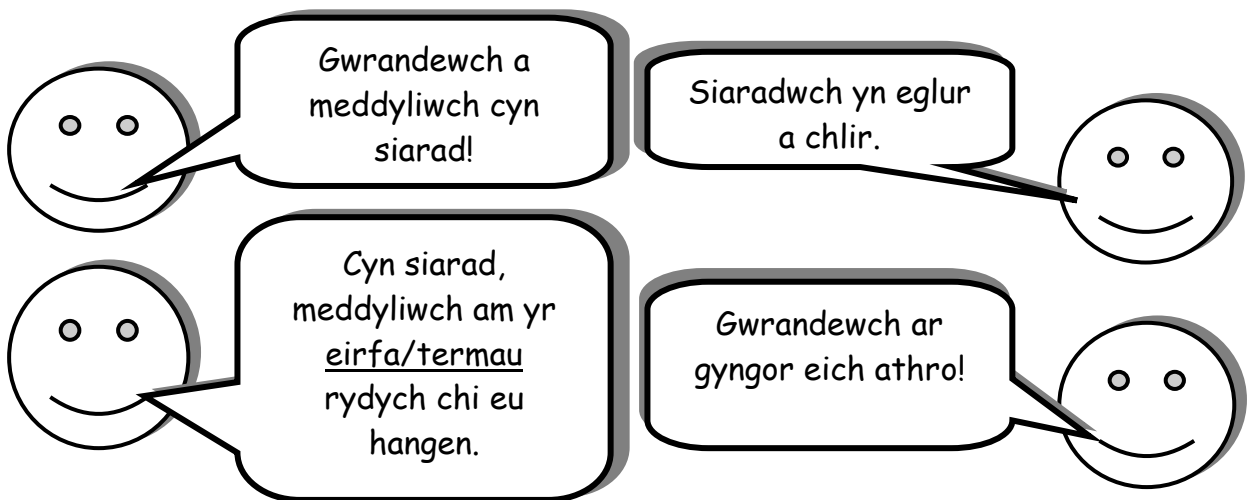 Gwrandewch a
meddyliwch cyn
siarad!
Siaradwch yn eglur
a chlir.
Cyn siarad,
meddyliwch am yr
eirfa/termau
rydych chi eu
hangen.
Gwrandewch ar
gyngor eich athro!